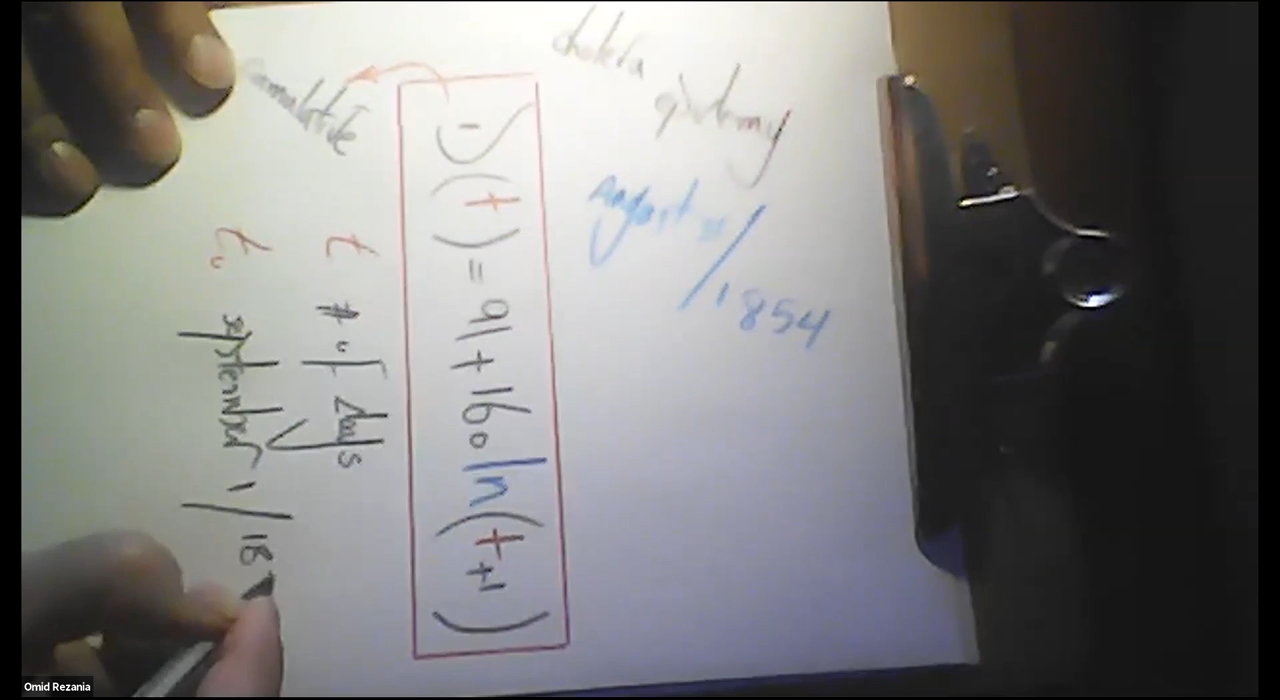 cholera
epidemy
August 31/1854
cumulative
D(t) = 91 + 160 ln(t+1)
t # of days
t₀ september 1/18
Omid Rezania